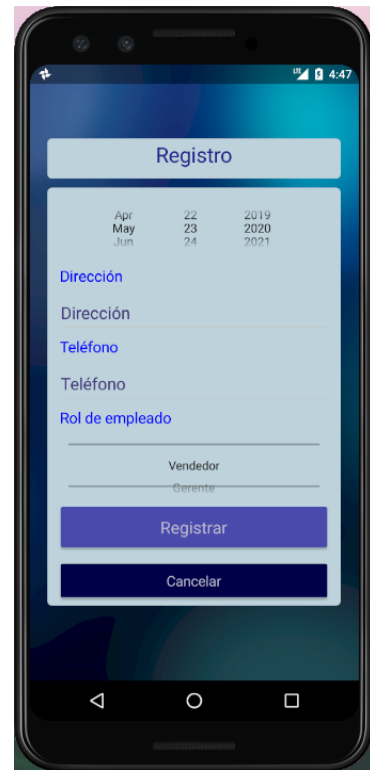 LTE 4:47
Registro
Apr 22 2019
May 23 2020
Jun 24 2021
Dirección
Dirección
Teléfono
Teléfono
Rol de empleado
Vendedor
Gerente
Registrar
Cancelar